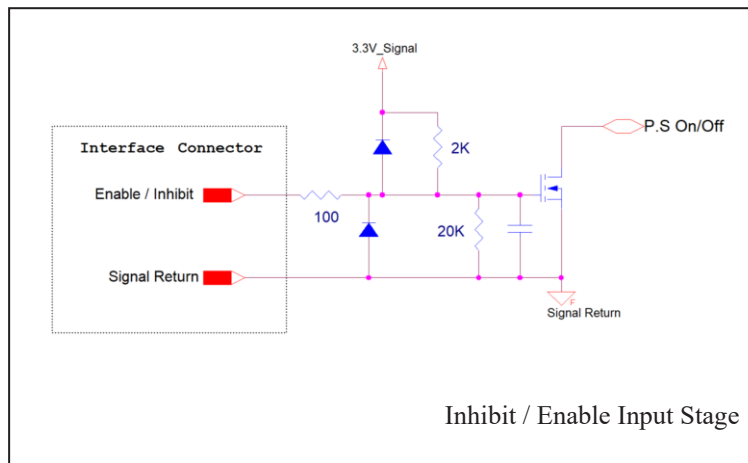 3.3V_Signal
P.S On/Off
2K
Interface Connector
Enable / Inhibit
100
20K
Signal Return
F
Signal Return
Inhibit / Enable Input Stage